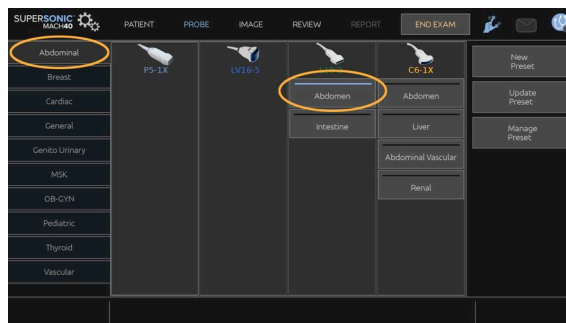 SUPERSONIC
MACH40
PATIENT
PROBE
IMAGE
REVIEW
REPORT
END EXAM
Abdominal
Breast
Cardiac
General
Genito Urinary
MSK
OB-GYN
Pediatric
Thyroid
Vascular
P5-1X
LV16-5
C6-1X
Abdomen
Intestine
Abdomen
Liver
Abdominal Vascular
Renal
New
Preset
Update
Preset
Manage
Preset